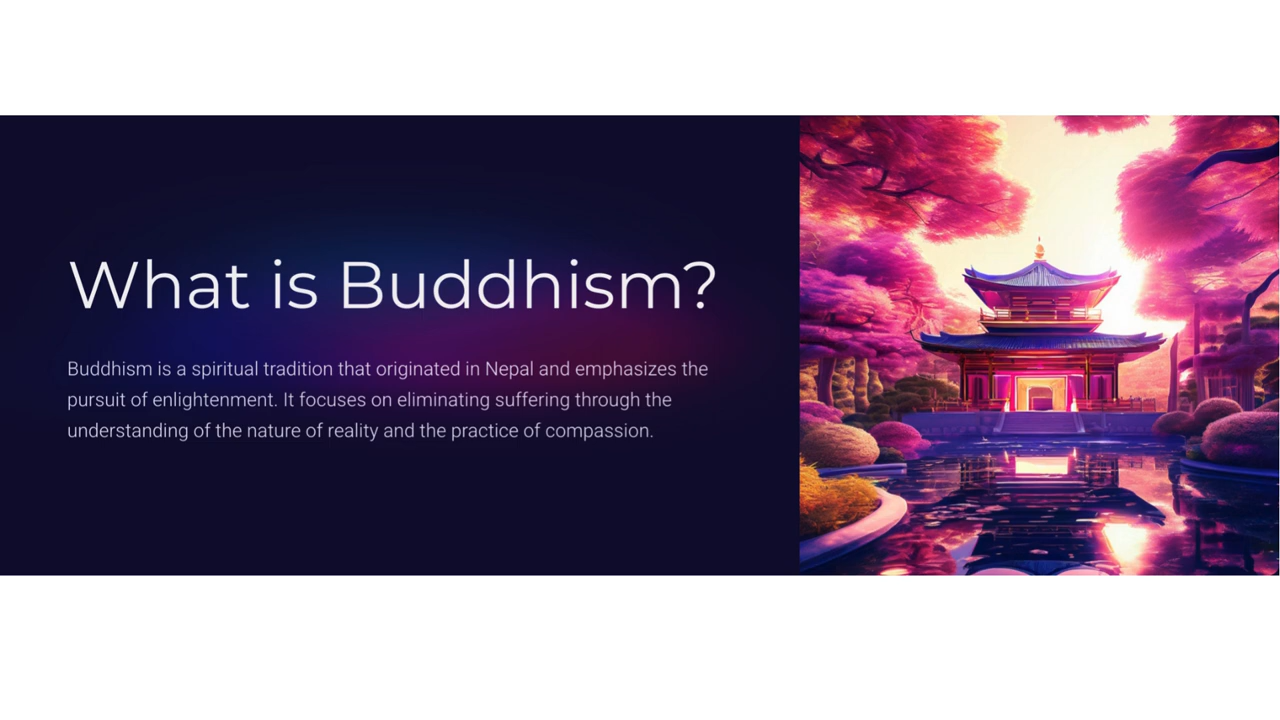 What is Buddhism?
Buddhism is a spiritual tradition that originated in Nepal and emphasizes the
pursuit of enlightenment. It focuses on eliminating suffering through the
understanding of the nature of reality and the practice of compassion.